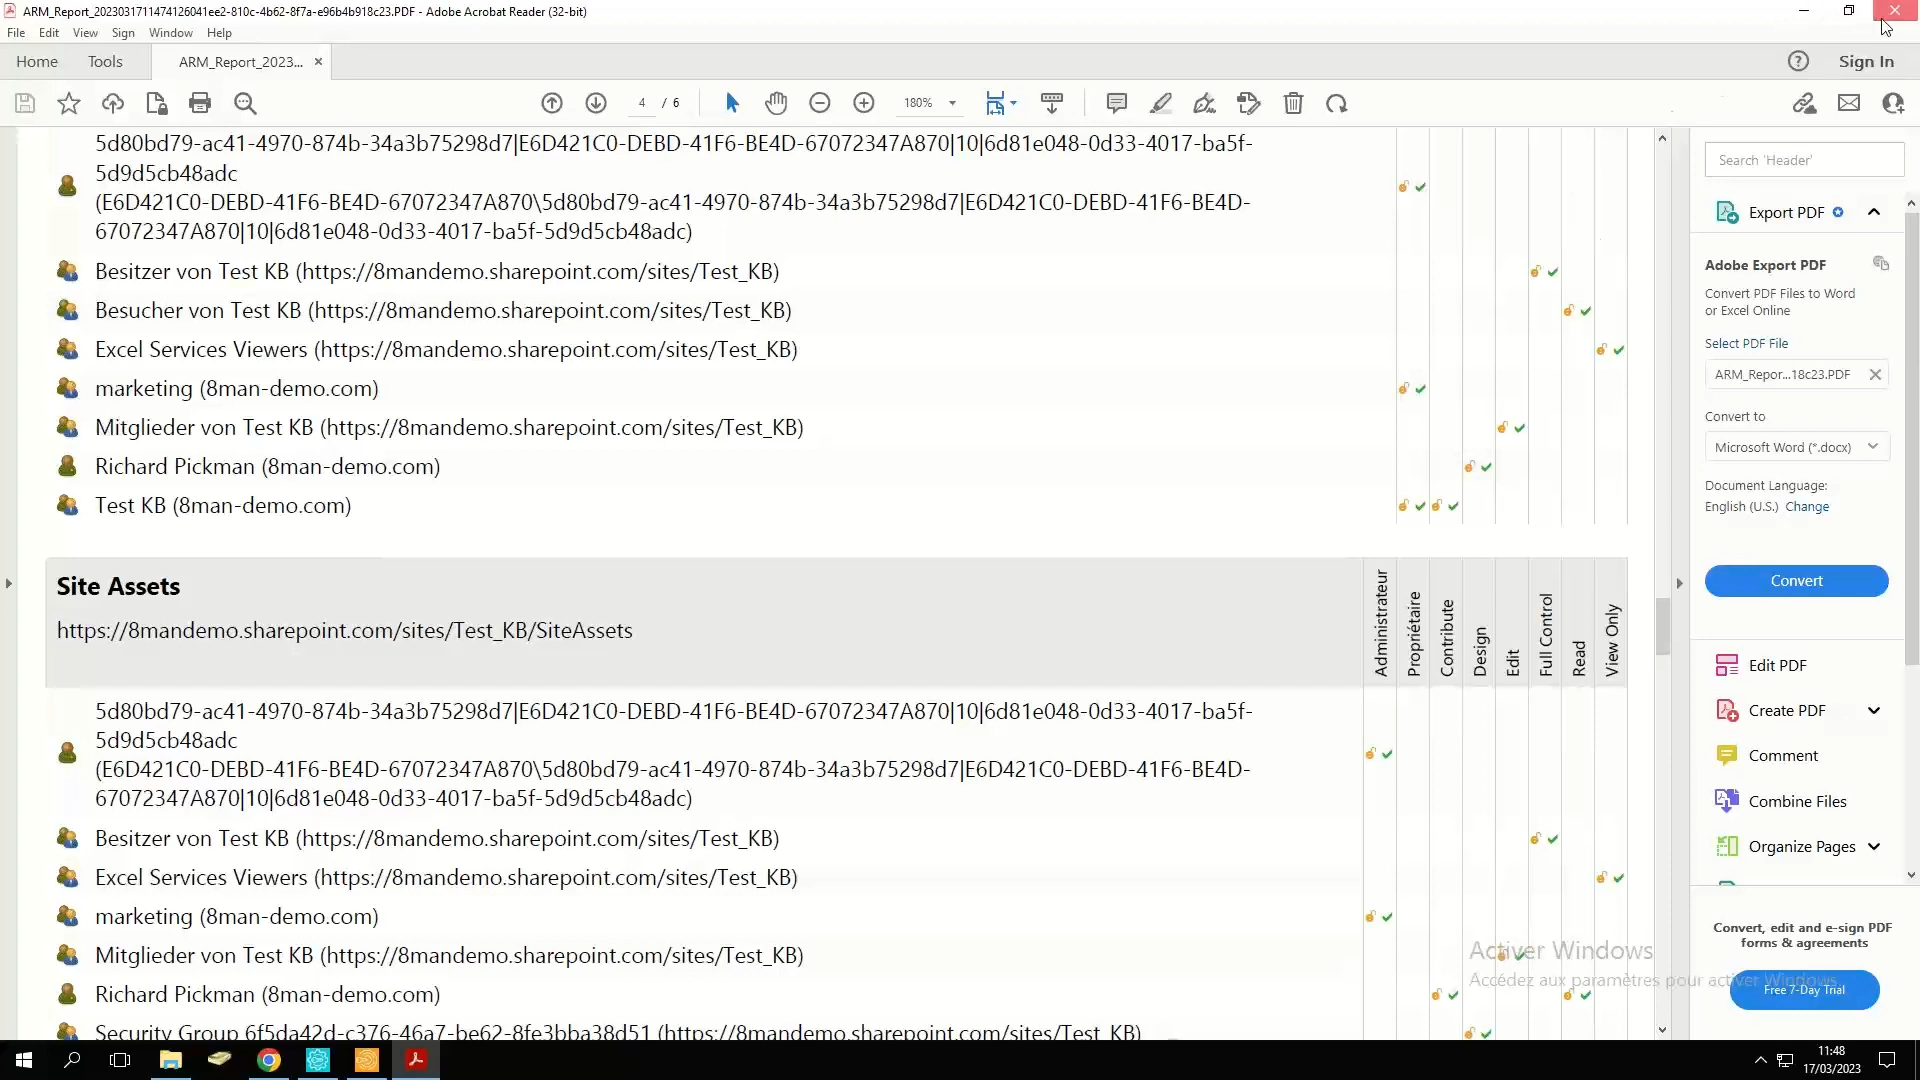 ARM_Report_2023031711474126041ee2-810c-4b62-8f7a-e96b4b918c23.PDF - Adobe Acrobat Reader (32-bit)
File Edit View Sign Window Help
Home Tools ARM_Report_2023... × Sign In
4 / 6 180%
5d80bd79-ac41-4970-874b-34a3b75298d7|E6D421C0-DEBD-41F6-BE4D-67072347A870|10|6d81e048-0d33-4017-ba5f-
5d9d5cb48adc
(E6D421C0-DEBD-41F6-BE4D-67072347A870\5d80bd79-ac41-4970-874b-34a3b75298d7|E6D421C0-DEBD-41F6-BE4D-
67072347A870|10|6d81e048-0d33-4017-ba5f-5d9d5cb48adc)
Besitzer von Test KB (https://8mandemo.sharepoint.com/sites/Test_KB)
Besucher von Test KB (https://8mandemo.sharepoint.com/sites/Test_KB)
Excel Services Viewers (https://8mandemo.sharepoint.com/sites/Test_KB)
marketing (8man-demo.com)
Mitglieder von Test KB (https://8mandemo.sharepoint.com/sites/Test_KB)
Richard Pickman (8man-demo.com)
Test KB (8man-demo.com)
Site Assets
https://8mandemo.sharepoint.com/sites/Test_KB/SiteAssets
Administrateur
Propriétaire
Contribute
Design
Edit
Full Control
Read
View Only
5d80bd79-ac41-4970-874b-34a3b75298d7|E6D421C0-DEBD-41F6-BE4D-67072347A870|10|6d81e048-0d33-4017-ba5f-
5d9d5cb48adc
(E6D421C0-DEBD-41F6-BE4D-67072347A870\5d80bd79-ac41-4970-874b-34a3b75298d7|E6D421C0-DEBD-41F6-BE4D-
67072347A870|10|6d81e048-0d33-4017-ba5f-5d9d5cb48adc)
Besitzer von Test KB (https://8mandemo.sharepoint.com/sites/Test_KB)
Excel Services Viewers (https://8mandemo.sharepoint.com/sites/Test_KB)
marketing (8man-demo.com)
Mitglieder von Test KB (https://8mandemo.sharepoint.com/sites/Test_KB)
Richard Pickman (8man-demo.com)
Security Group 6f5da42d-c376-46a7-be62-8fe3bba38d51 (https://8mandemo.sharepoint.com/sites/Test_KB)
Search 'Header'
Export PDF
Adobe Export PDF
Convert PDF Files to Word
or Excel Online
Select PDF File
ARM_Repor...18c23.PDF
Convert to
Microsoft Word (*.docx)
Document Language:
English (U.S.) Change
Convert
Edit PDF
Create PDF
Comment
Combine Files
Organize Pages
Convert, edit and e-sign PDF
forms & agreements
Free 7-Day Trial
Activer Windows
Accédez aux paramètres pour activer Windows.
11:48
17/03/2023